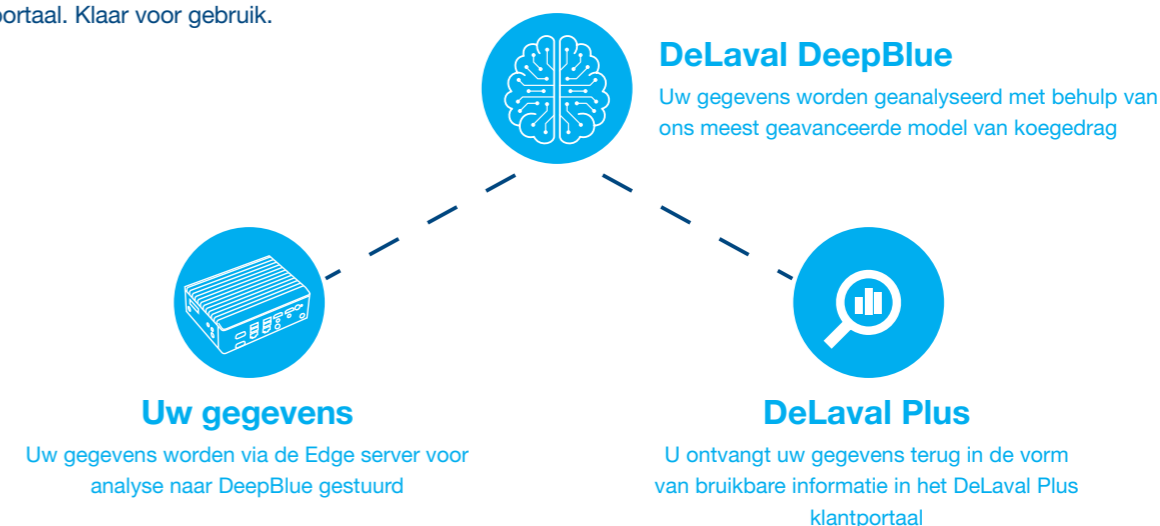 Klaar voor gebruik.
DeLaval DeepBlue
Uw gegevens worden geanalyseerd met behulp van
ons meest geavanceerde model van koegedrag
Uw gegevens
Uw gegevens worden via de Edge server voor
analyse naar DeepBlue gestuurd
DeLaval Plus
U ontvangt uw gegevens terug in de vorm
van bruikbare informatie in het DeLaval Plus
klantportaal